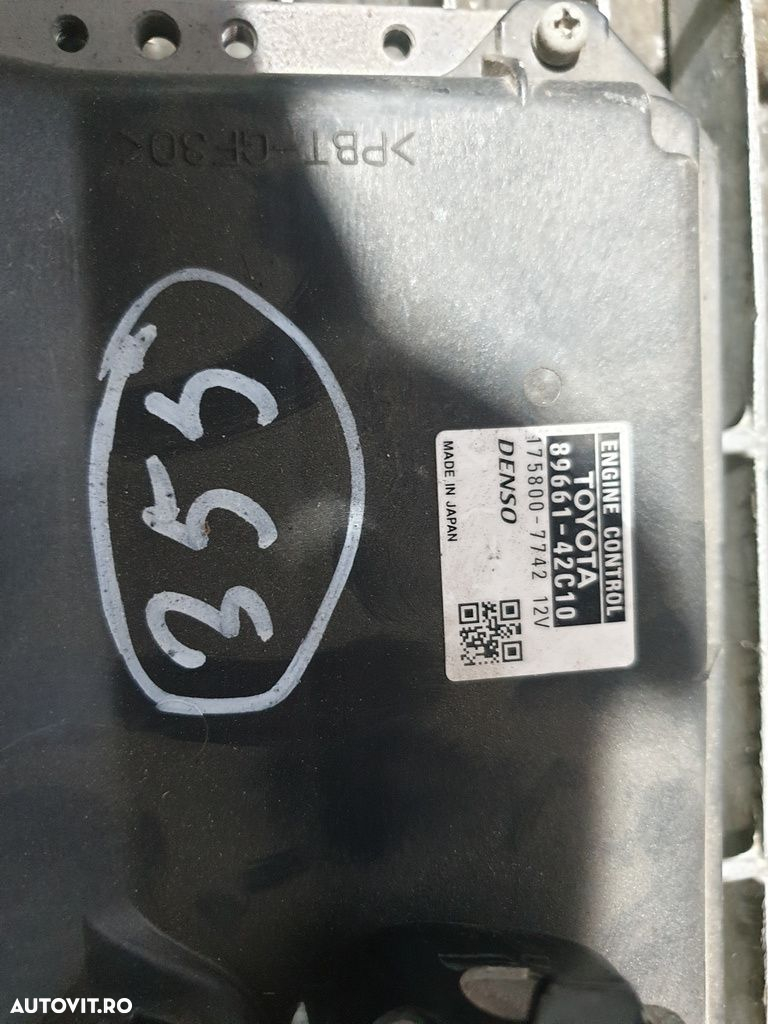 >PBT-GF30<
355
ENGINE CONTROL
TOYOTA
89661-42C10
175800-7742 12V
DENSO
MADE IN JAPAN
AUTOVIT.RO